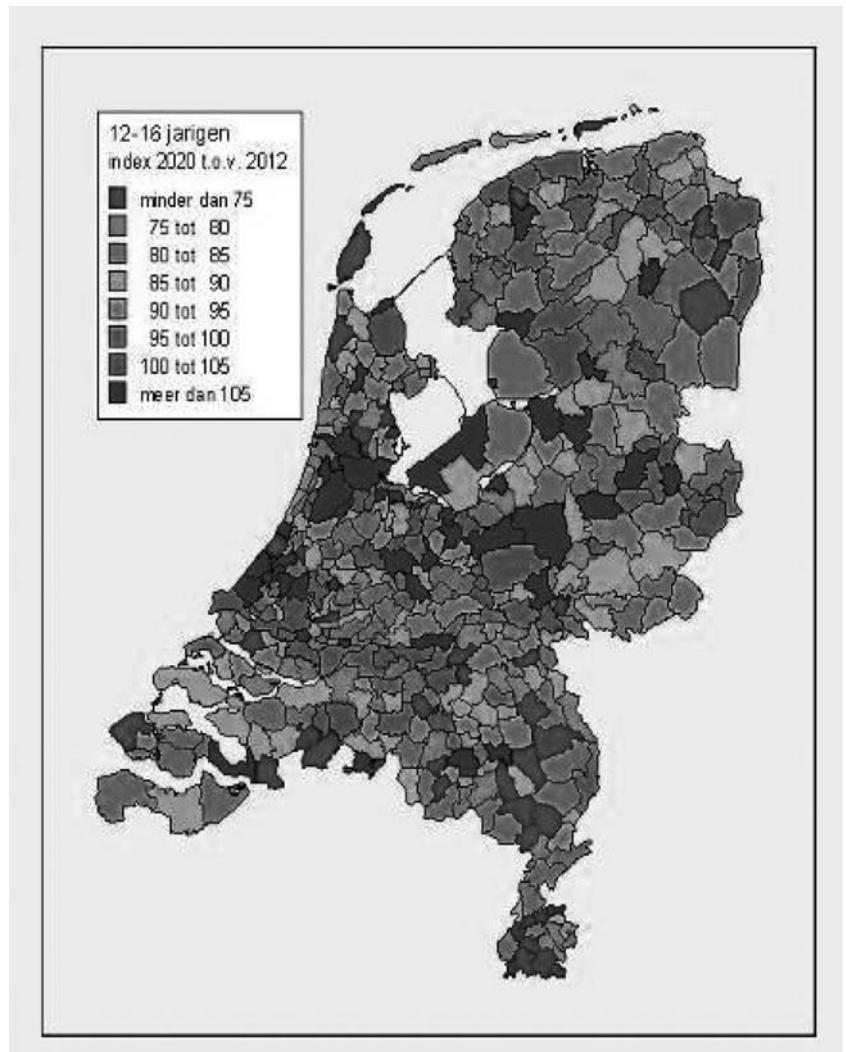 12-16 jarigen
index 2020 t.o.v. 2012
minder dan 75
75 tot 80
80 tot 85
85 tot 90
90 tot 95
95 tot 100
100 tot 105
meer dan 105